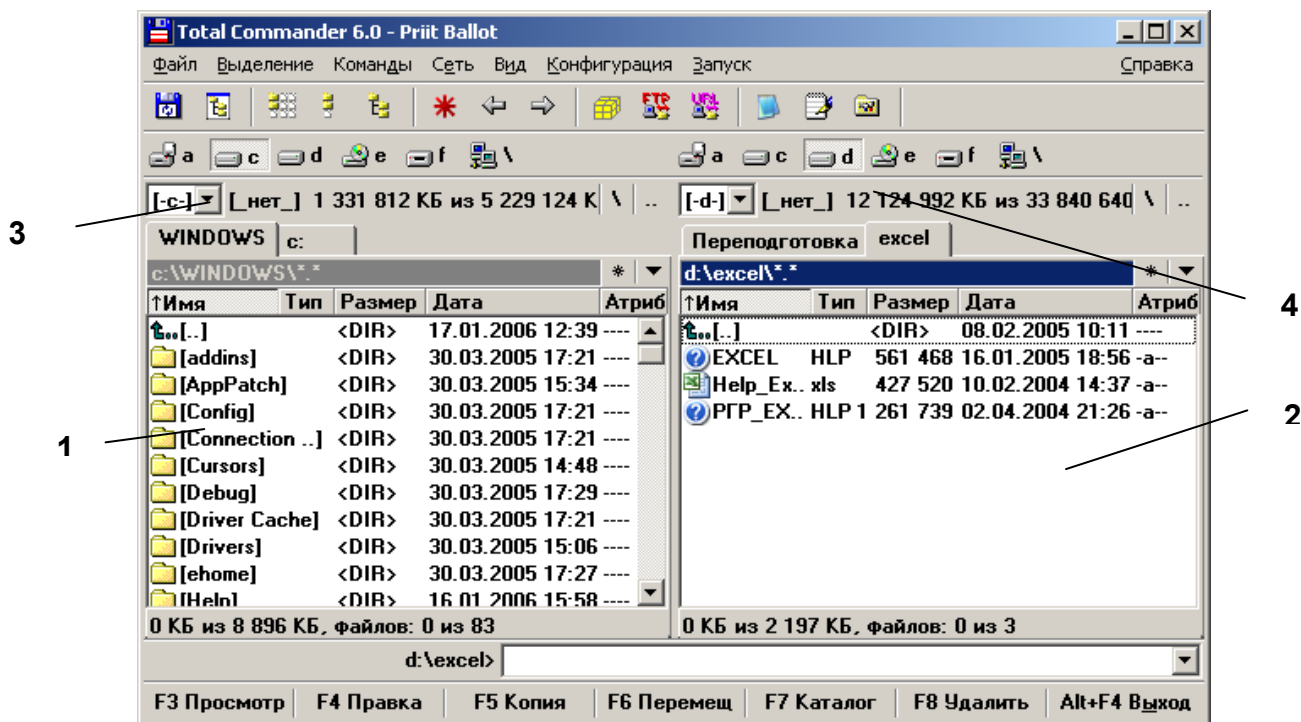 Total Commander 6.0 - Priit Ballot
Файл Выделение Команды Сеть Вид Конфигурация Запуск Справка
FTP URL
a c d e f \ a c d e f \
[-c-] [_нет_] 1 331 812 КБ из 5 229 124 К \ .. [-d-] [_нет_] 12 124 992 КБ из 33 840 640 \ ..
3
WINDOWS c: Переподготовка excel
c:\WINDOWS\*.* * d:\excel\*.* *
↑Имя Тип Размер Дата Атриб ↑Имя Тип Размер Дата Атриб
4
[..] <DIR> 17.01.2006 12:39 ---- [..] <DIR> 08.02.2005 10:11 ----
[addins] <DIR> 30.03.2005 17:21 ---- EXCEL HLP 561 468 16.01.2005 18:56 -a--
[AppPatch] <DIR> 30.03.2005 15:34 ---- Help_Ex.. xls 427 520 10.02.2004 14:37 -a--
[Config] <DIR> 30.03.2005 17:21 ---- РГР_EX.. HLP 1 261 739 02.04.2004 21:26 -a--
2
1
[Connection ..] <DIR> 30.03.2005 17:21 ----
[Cursors] <DIR> 30.03.2005 14:48 ----
[Debug] <DIR> 30.03.2005 17:29 ----
[Driver Cache] <DIR> 30.03.2005 17:21 ----
[Drivers] <DIR> 30.03.2005 15:06 ----
[ehome] <DIR> 30.03.2005 17:27 ----
[Help] <DIR> 16.01.2006 15:58 ----
0 КБ из 8 896 КБ, файлов: 0 из 83 0 КБ из 2 197 КБ, файлов: 0 из 3
d:\excel>
F3 Просмотр F4 Правка F5 Копия F6 Перемещ F7 Каталог F8 Удалить Alt+F4 Выход